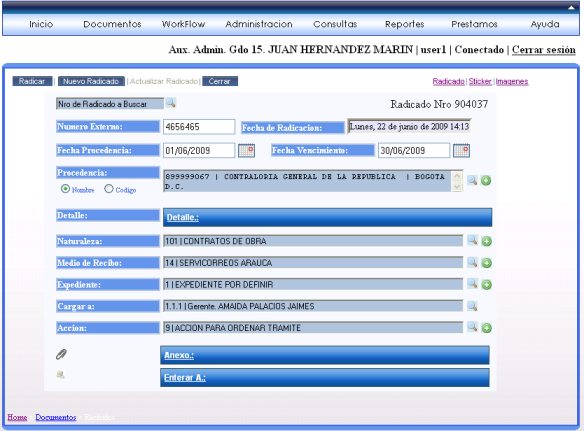 Inicio Documentos WorkFlow Administracion Consultas Reportes Prestamos Ayuda
Aux. Admin. Gdo 15. JUAN HERNANDEZ MARIN | user1 | Conectado | Cerrar sesión
Radicar | Nuevo Radicado | Actualizar Radicado | Cerrar Radicado | Sticker | Imagenes
Nro de Radicado a Buscar Radicado Nro 904037
Numero Externo: 4656465 Fecha de Radicacion: Lunes, 22 de junio de 2009 14:13
Fecha Procedencia: 01/06/2009 Fecha Vencimiento: 30/06/2009
Procedencia: 899999067 | CONTRALORIA GENERAL DE LA REPUBLICA | BOGOTA
D.C.
Nombre Codigo
Detalle: Detalle.:
Naturaleza: 101 | CONTRATOS DE OBRA
Medio de Recibo: 14 | SERVICORREOS ARAUCA
Expediente: 1 | EXPEDIENTE POR DEFINIR
Cargar a: 1.1.1 | Gerente. AMAIDA PALACIOS JAIMES
Accion: 9 | ACCION PARA ORDENAR TRAMITE
Anexo.:
Enterar A.:
Home Documentos